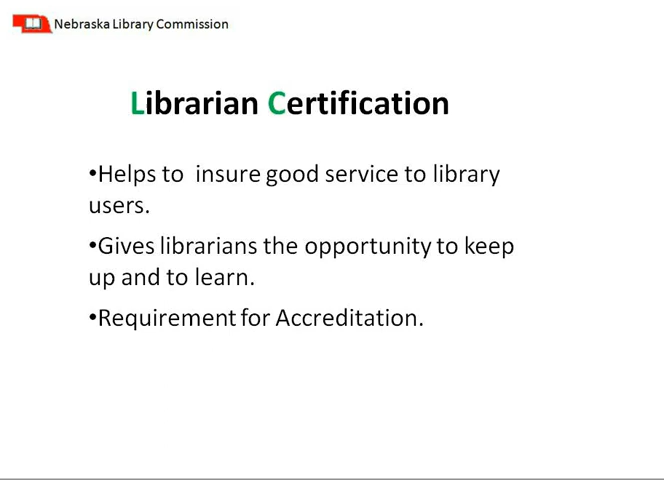 Nebraska Library Commission
Librarian Certification
•Helps to  insure good service to library
users.
•Gives librarians the opportunity to keep
up and to learn.
•Requirement for Accreditation.